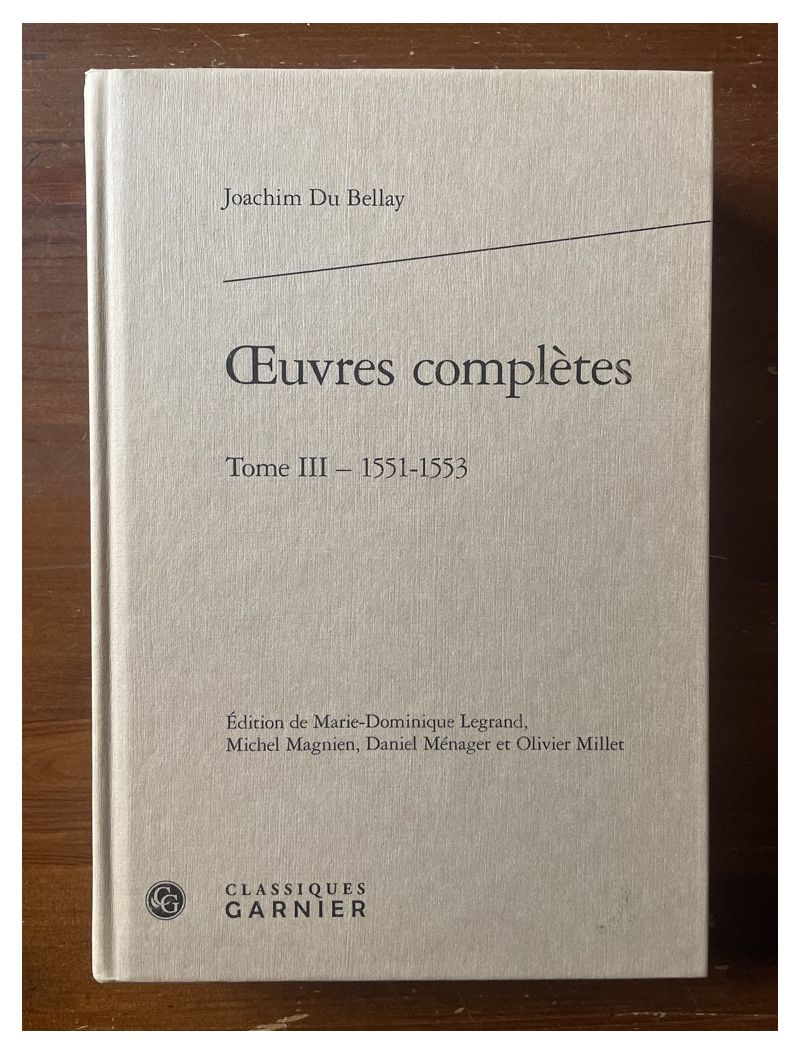 Joachim Du Bellay
Œuvres complètes
Tome III – 1551-1553
Édition de Marie-Dominique Legrand,
Michel Magnien, Daniel Ménager et Olivier Millet
CG
CLASSIQUES
GARNIER